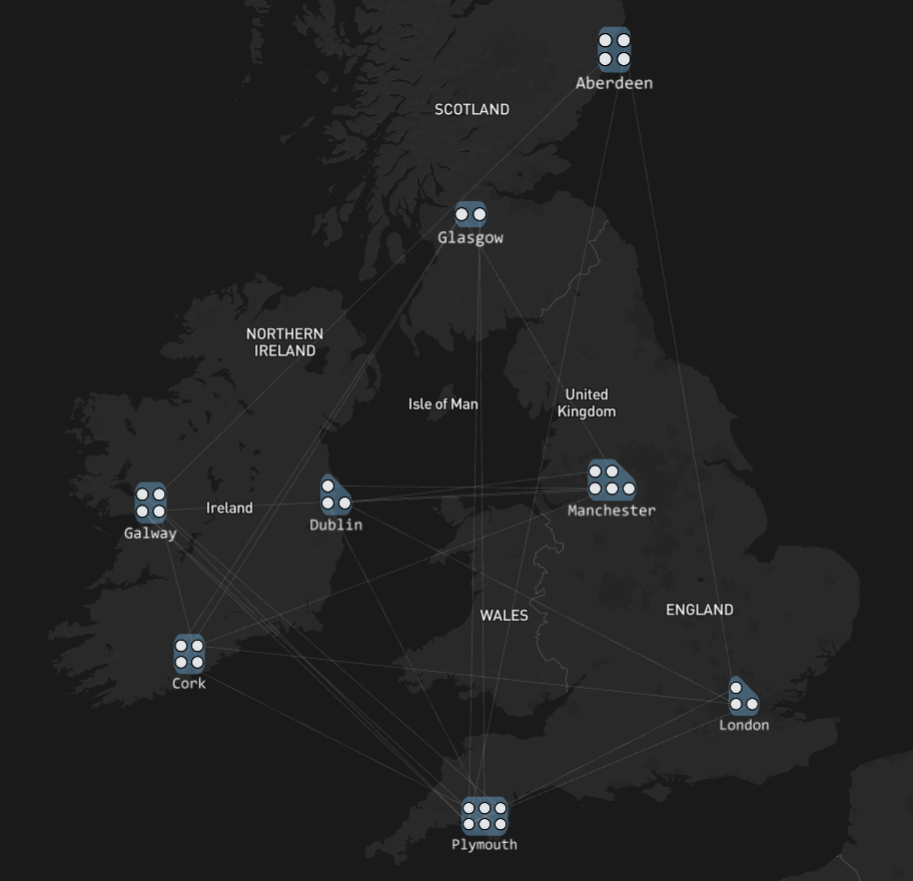 Aberdeen
SCOTLAND
Glasgow
NORTHERN
IRELAND
Isle of Man
United
Kingdom
Ireland
Galway
Dublin
Manchester
WALES
ENGLAND
Cork
London
Plymouth